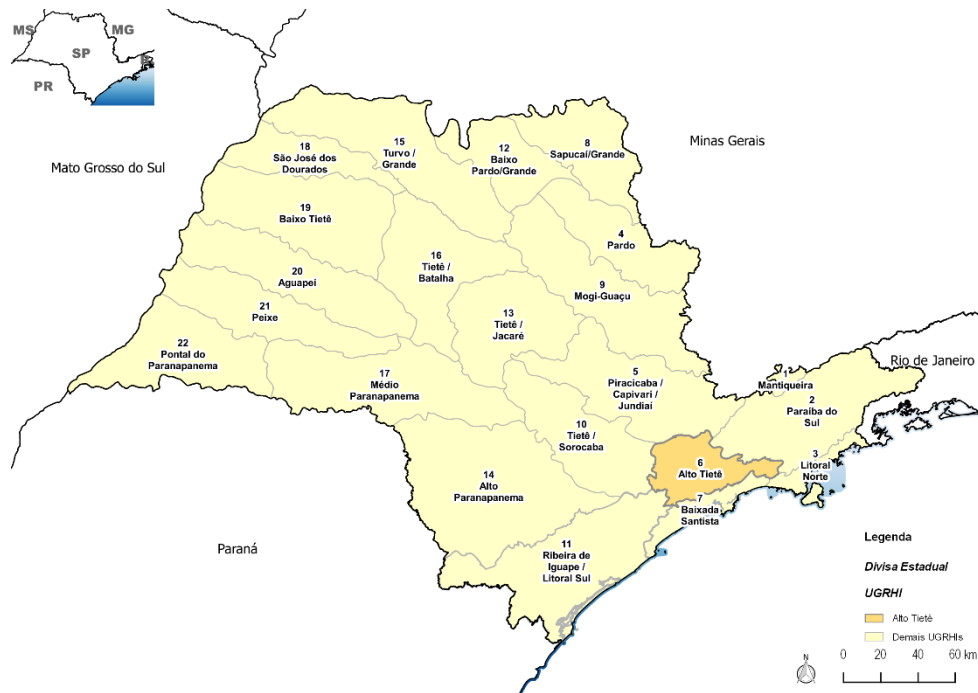 MS
MG
SP
PR
Minas Gerais
Mato Grosso do Sul
18
São José dos
Dourados
15
Turvo /
Grande
12
Baixo
Pardo/Grande
8
Sapucaí/Grande
19
Baixo Tietê
4
Pardo
16
Tietê /
Batalha
20
Aguapeí
9
Mogi-Guaçu
21
Peixe
13
Tietê /
Jacaré
22
Pontal do
Paranapanema
17
Médio
Paranapanema
5
Piracicaba /
Capivari /
Jundiaí
Rio de Janeiro
1
Mantiqueira
2
Paraíba do
Sul
10
Tietê /
Sorocaba
3
Litoral
Norte
6
Alto Tietê
14
Alto
Paranapanema
7
Baixada
Santista
Paraná
11
Ribeira de
Iguape /
Litoral Sul
Legenda
Divisa Estadual
UGRHI
Alto Tietê
Demais UGRHIs
N
0 20 40 60 km